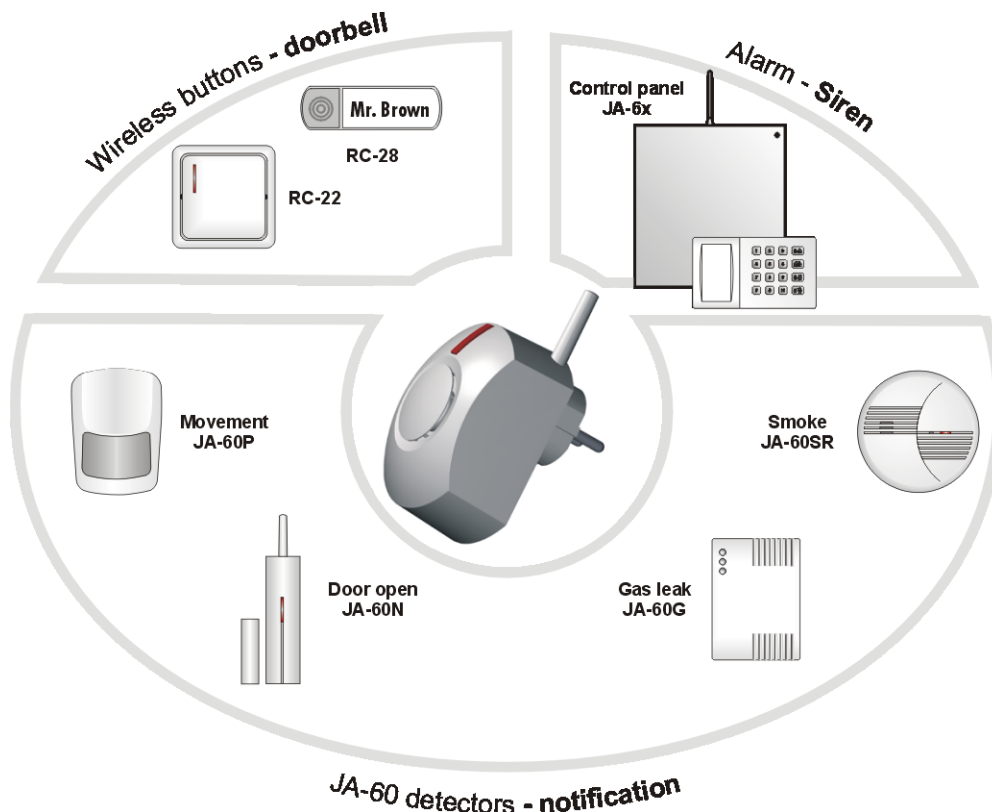 Wireless buttons - doorbell
Mr. Brown
RC-28
RC-22
Alarm - Siren
Control panel
JA-6x
Movement
JA-60P
Door open
JA-60N
Smoke
JA-60SR
Gas leak
JA-60G
JA-60 detectors - notification